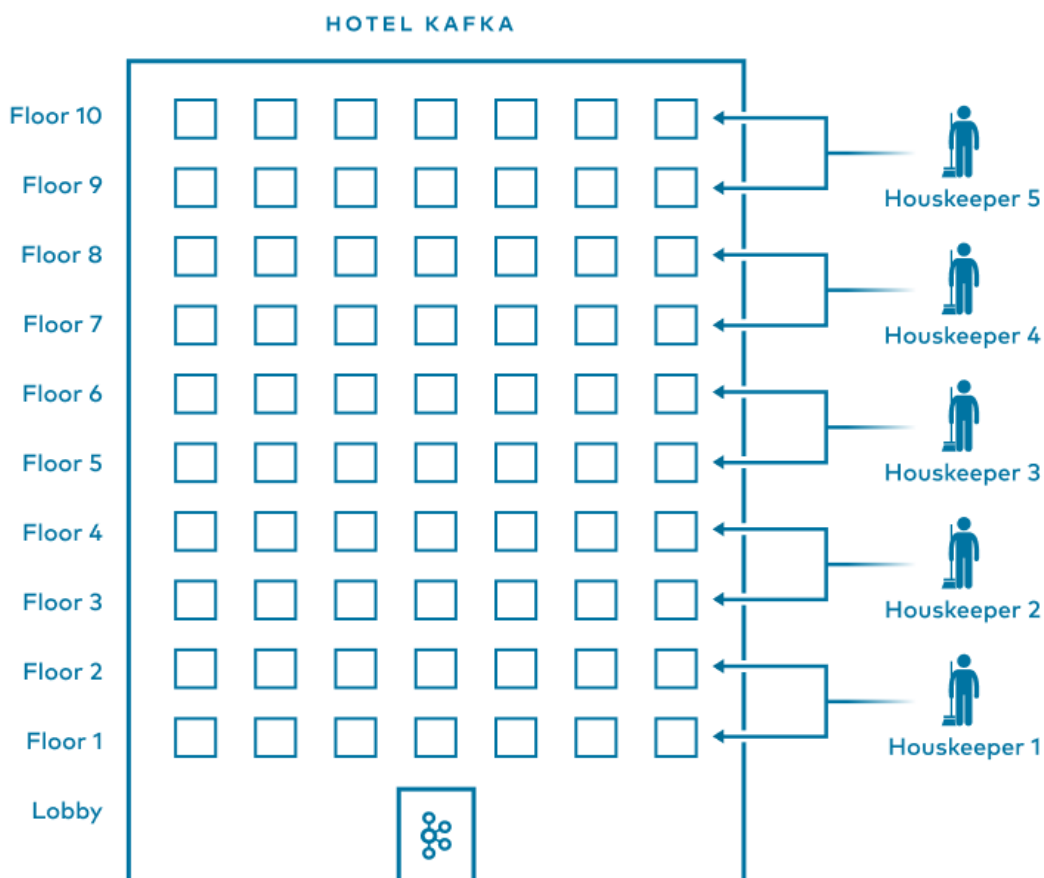 HOTEL KAFKA
Floor 10
Floor 9
Houskeeper 5
Floor 8
Floor 7
Houskeeper 4
Floor 6
Floor 5
Houskeeper 3
Floor 4
Floor 3
Houskeeper 2
Floor 2
Floor 1
Houskeeper 1
Lobby